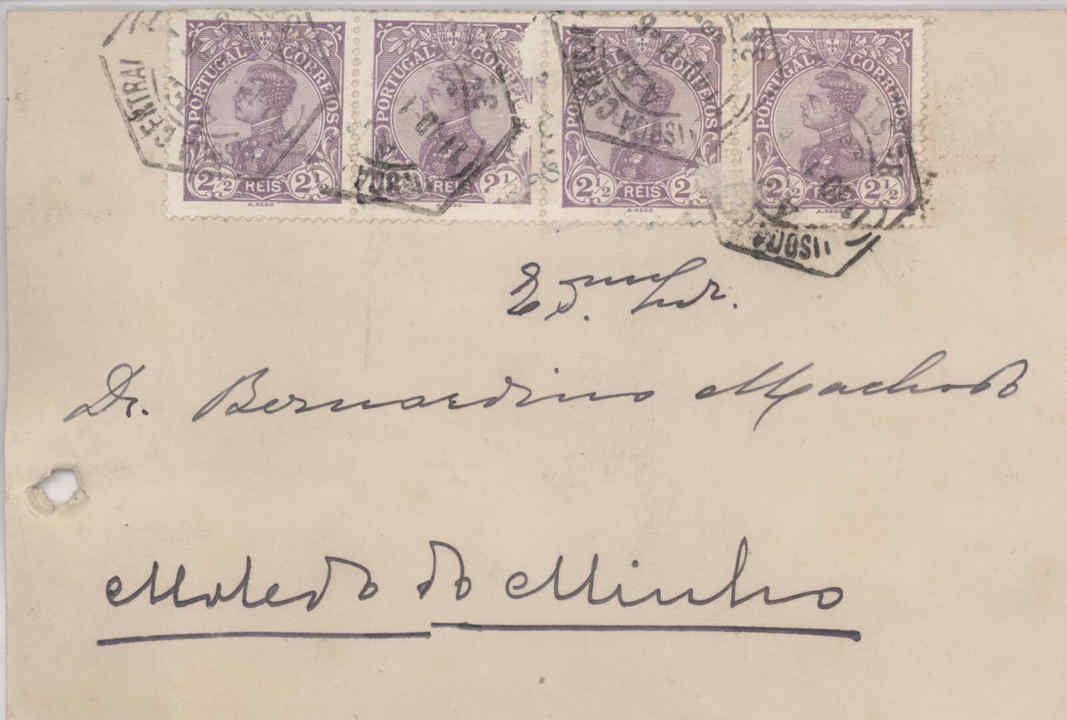 PORTUGAL CORREIOS PORTUGAL CORREIOS PORTUGAL CORREIOS PORTUGAL CORREIOS
2½ REIS 2½ 2½ REIS 2½ 2½ REIS 2 2½ REIS 2½
CENTRAL
Exmo Snr.
Dr. Bernardino Machado
Moledo do Minho